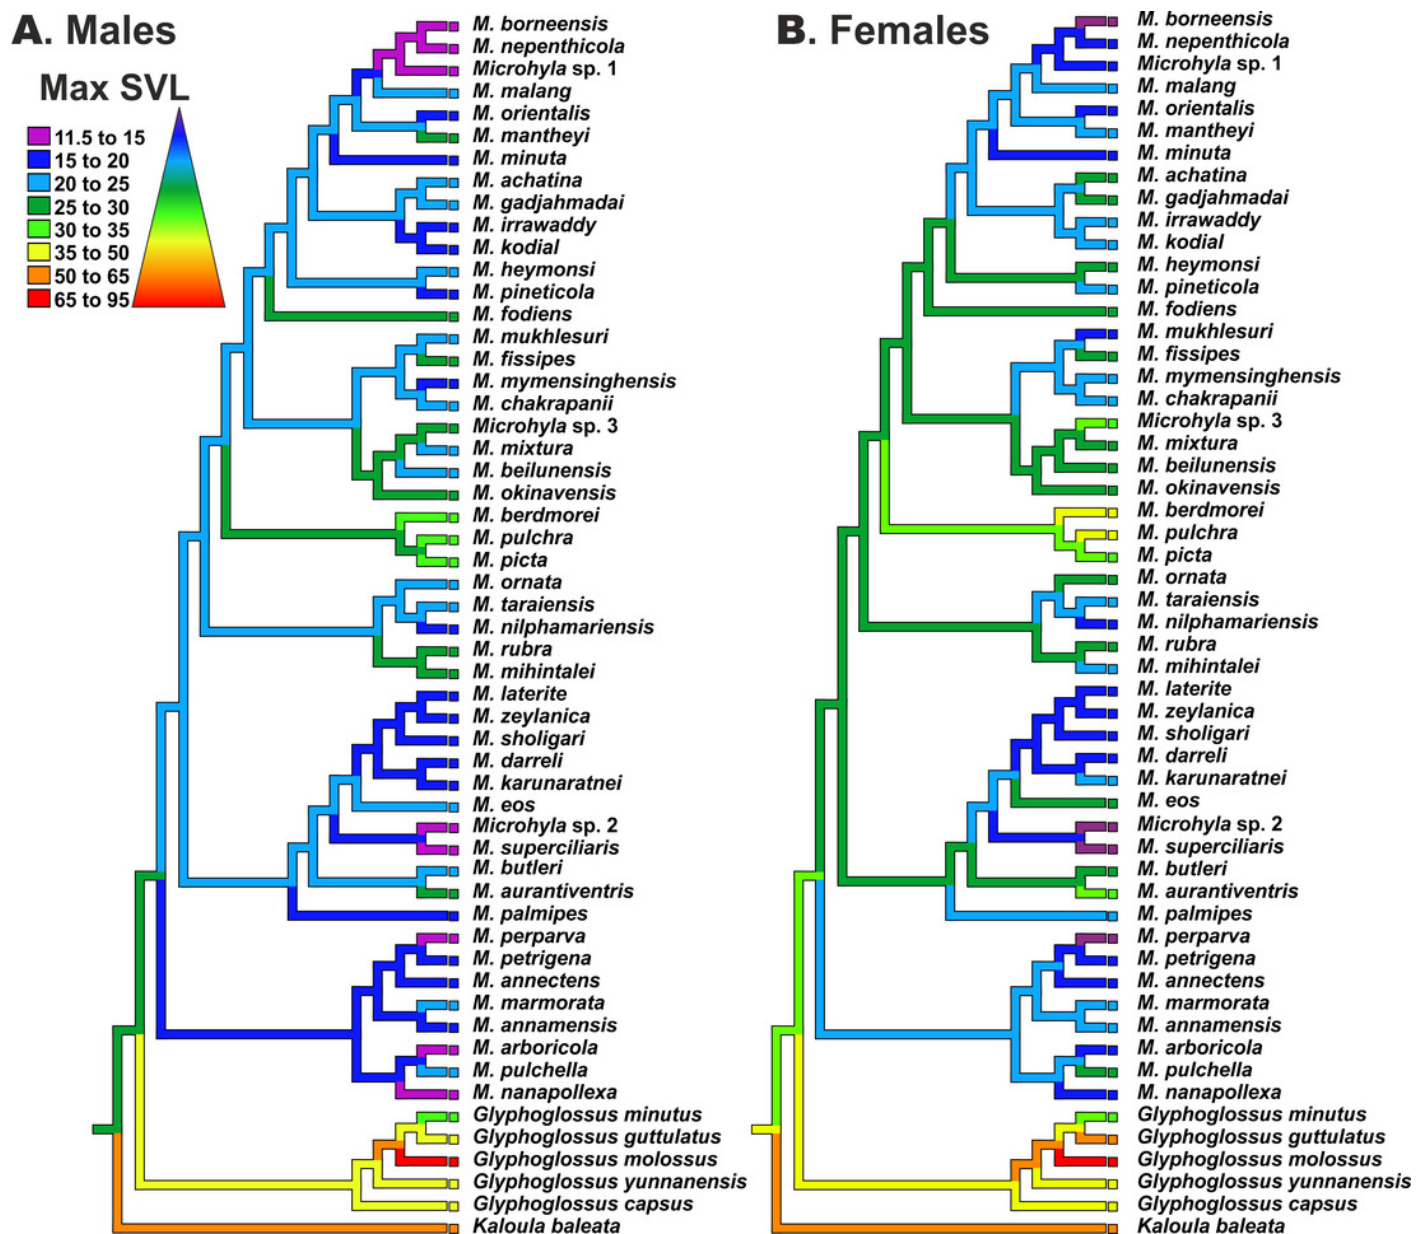 A. Males
Max SVL
11.5 to 15
15 to 20
20 to 25
25 to 30
30 to 35
35 to 50
50 to 65
65 to 95
M. borneensis
M. nepenthicola
Microhyla sp. 1
M. malang
M. orientalis
M. mantheyi
M. minuta
M. achatina
M. gadjahmadai
M. irrawaddy
M. kodial
M. heymonsi
M. pineticola
M. fodiens
M. mukhlesuri
M. fissipes
M. mymensinghensis
M. chakrapanii
Microhyla sp. 3
M. mixtura
M. beilunensis
M. okinavensis
M. berdmorei
M. pulchra
M. picta
M. ornata
M. taraiensis
M. nilphamariensis
M. rubra
M. mihintalei
M. laterite
M. zeylanica
M. sholigari
M. darreli
M. karunaratnei
M. eos
Microhyla sp. 2
M. superciliaris
M. butleri
M. aurantiventris
M. palmipes
M. perparva
M. petrigena
M. annectens
M. marmorata
M. annamensis
M. arboricola
M. pulchella
M. nanapollexa
Glyphoglossus minutus
Glyphoglossus guttulatus
Glyphoglossus molossus
Glyphoglossus yunnanensis
Glyphoglossus capsus
Kaloula baleata
B. Females
M. borneensis
M. nepenthicola
Microhyla sp. 1
M. malang
M. orientalis
M. mantheyi
M. minuta
M. achatina
M. gadjahmadai
M. irrawaddy
M. kodial
M. heymonsi
M. pineticola
M. fodiens
M. mukhlesuri
M. fissipes
M. mymensinghensis
M. chakrapanii
Microhyla sp. 3
M. mixtura
M. beilunensis
M. okinavensis
M. berdmorei
M. pulchra
M. picta
M. ornata
M. taraiensis
M. nilphamariensis
M. rubra
M. mihintalei
M. laterite
M. zeylanica
M. sholigari
M. darreli
M. karunaratnei
M. eos
Microhyla sp. 2
M. superciliaris
M. butleri
M. aurantiventris
M. palmipes
M. perparva
M. petrigena
M. annectens
M. marmorata
M. annamensis
M. arboricola
M. pulchella
M. nanapollexa
Glyphoglossus minutus
Glyphoglossus guttulatus
Glyphoglossus molossus
Glyphoglossus yunnanensis
Glyphoglossus capsus
Kaloula baleata